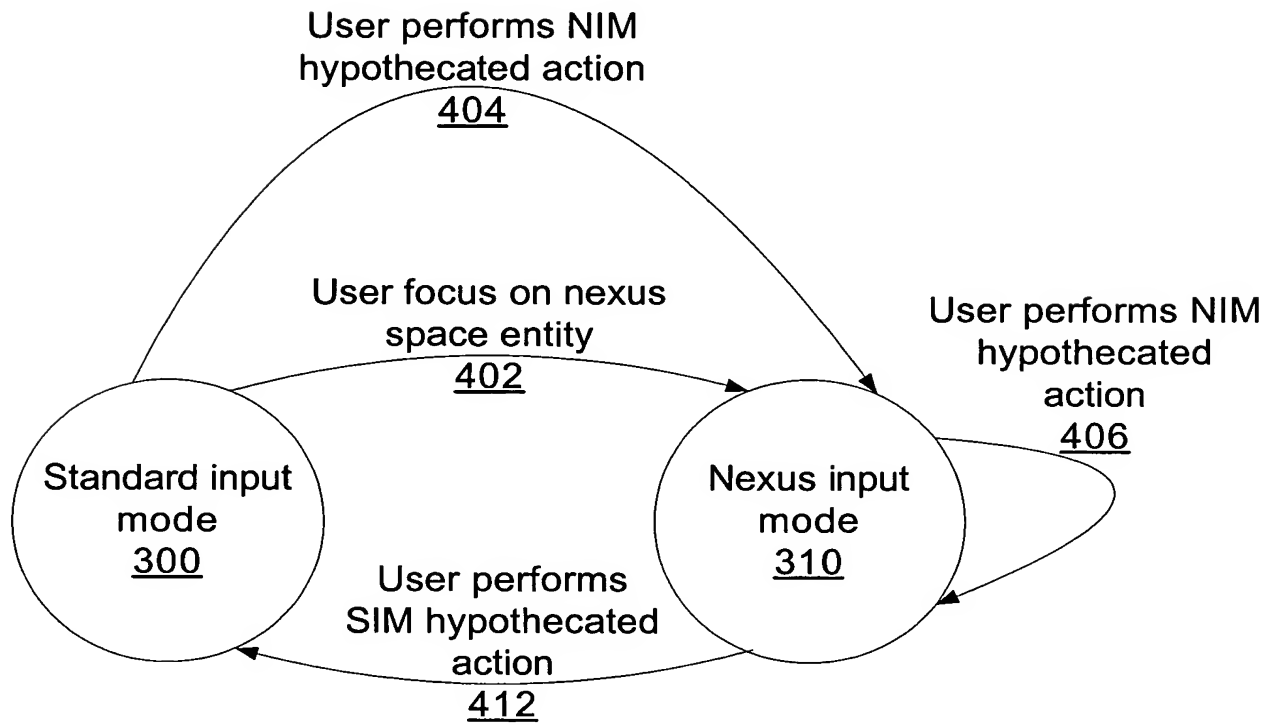 User performs NIM
hypothecated action
404
User focus on nexus
space entity
402
User performs NIM
hypothecated
action
406
Standard input
mode
300
Nexus input
mode
310
User performs
SIM hypothecated
action
412